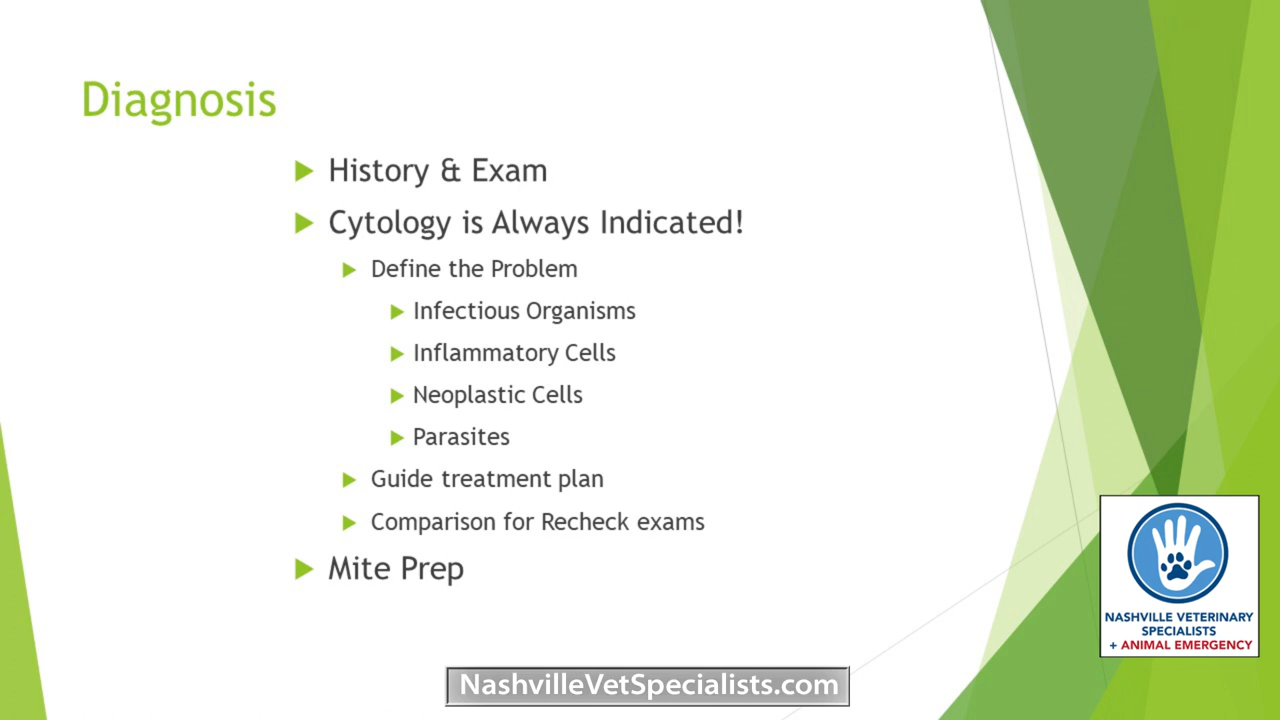 Diagnosis
History & Exam
Cytology is Always Indicated!
Define the Problem
Infectious Organisms
Inflammatory Cells
Neoplastic Cells
Parasites
Guide treatment plan
Comparison for Recheck exams
Mite Prep
NASHVILLE VETERINARY
SPECIALISTS
+ ANIMAL EMERGENCY
NashvilleVetSpecialists.com